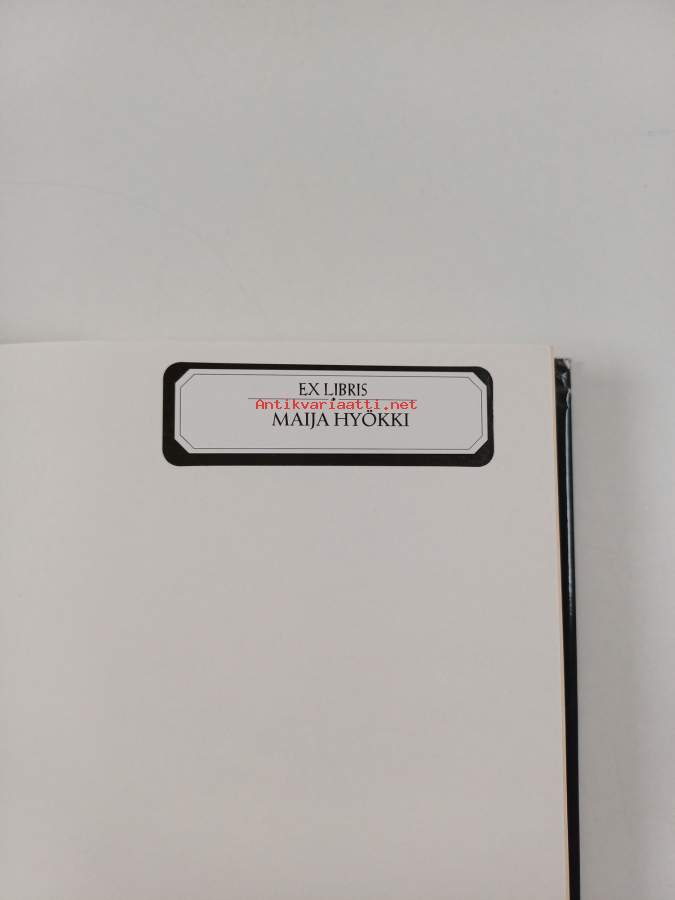 EX LIBRIS
Antikvariaatti.net
MAIJA HYÖKKI